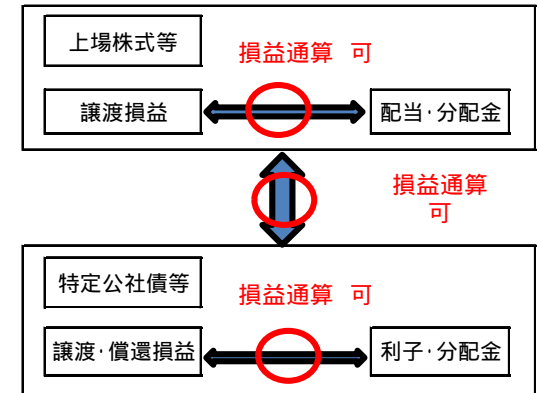 上場株式等
損益通算 可
譲渡損益
配当・分配金
損益通算
可
特定公社債等
損益通算 可
譲渡・償還損益
利子・分配金